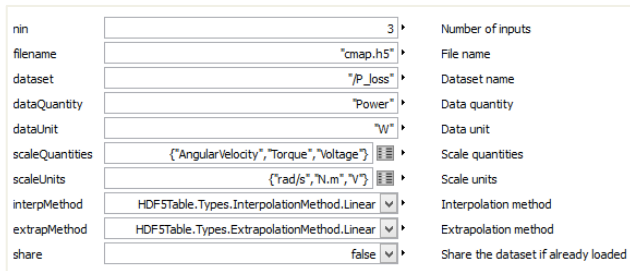 nin 3 Number of inputs
filename "cmap.h5" File name
dataset "/P_loss" Dataset name
dataQuantity "Power" Data quantity
dataUnit "W" Data unit
scaleQuantities {"AngularVelocity","Torque","Voltage"} Scale quantities
scaleUnits {"rad/s","N.m","V"} Scale units
interpMethod HDF5Table.Types.InterpolationMethod.Linear Interpolation method
extrapMethod HDF5Table.Types.ExtrapolationMethod.Linear Extrapolation method
share false Share the dataset if already loaded